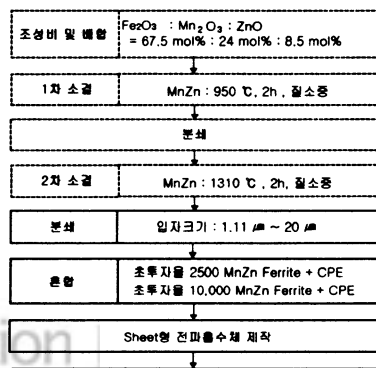 조성비 및 배합
Fe2O3 : Mn2O3 : ZnO
= 67.5 mol% : 24 mol% : 8.5 mol%
1차 소결
MnZn : 950 ℃, 2h , 질소중
분쇄
2차 소결
MnZn : 1310 ℃ , 2h, 질소중
분쇄
입자크기 : 1.11 ㎛ ~ 20 ㎛
혼합
초투자율 2500 MnZn Ferrite + CPE
초투자율 10,000 MnZn Ferrite + CPE
Sheet형 전파흡수체 제작
ion